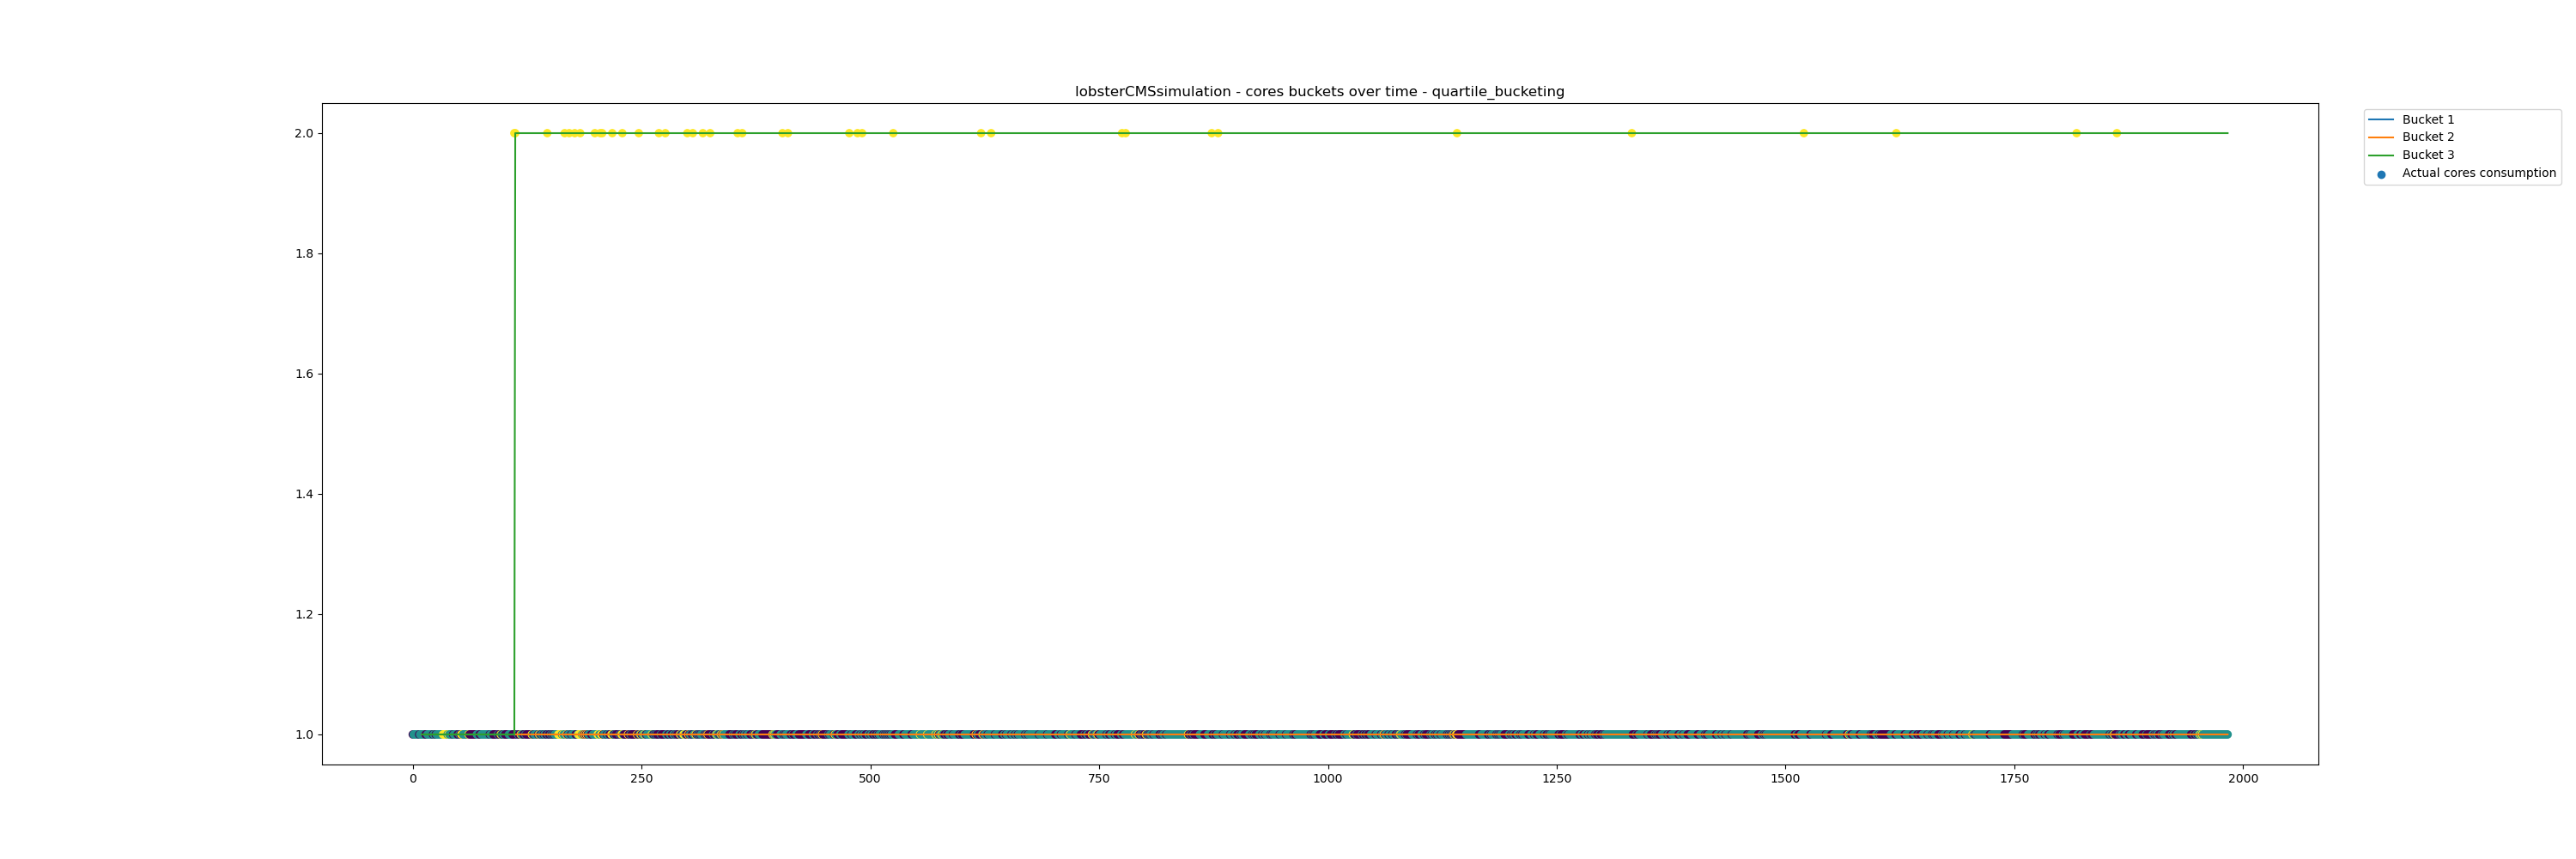 lobsterCMSsimulation - cores buckets over time - quartile_bucketing
2.0
1.8
1.6
1.4
1.2
1.0
0 250 500 750 1000 1250 1500 1750 2000
Bucket 1
Bucket 2
Bucket 3
Actual cores consumption